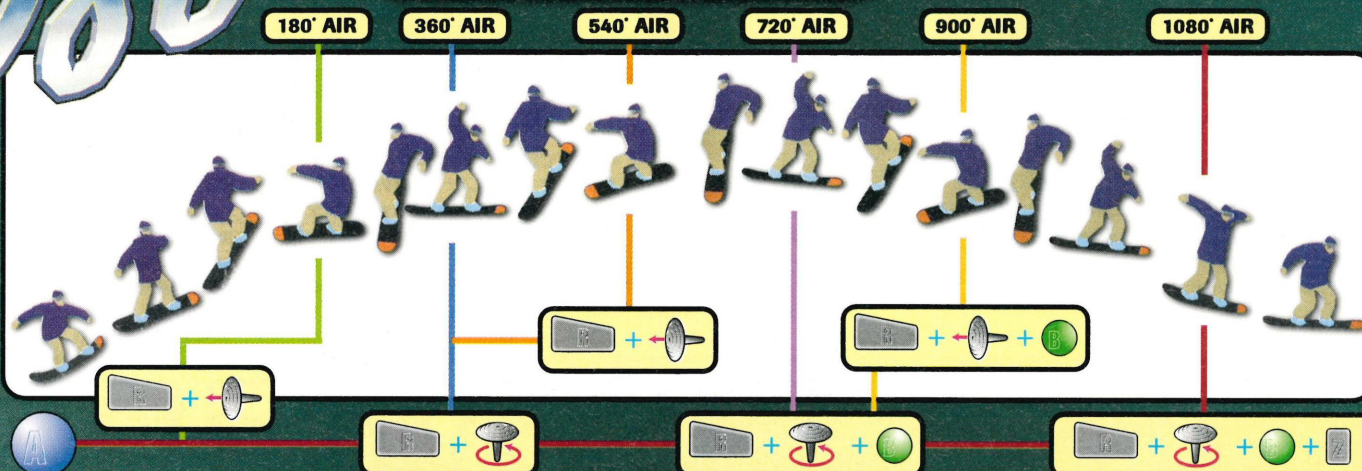 180° AIR 360° AIR 540° AIR 720° AIR 900° AIR 1080° AIR
R + + B
R + R + B
A R + R + + B R + + B + Z